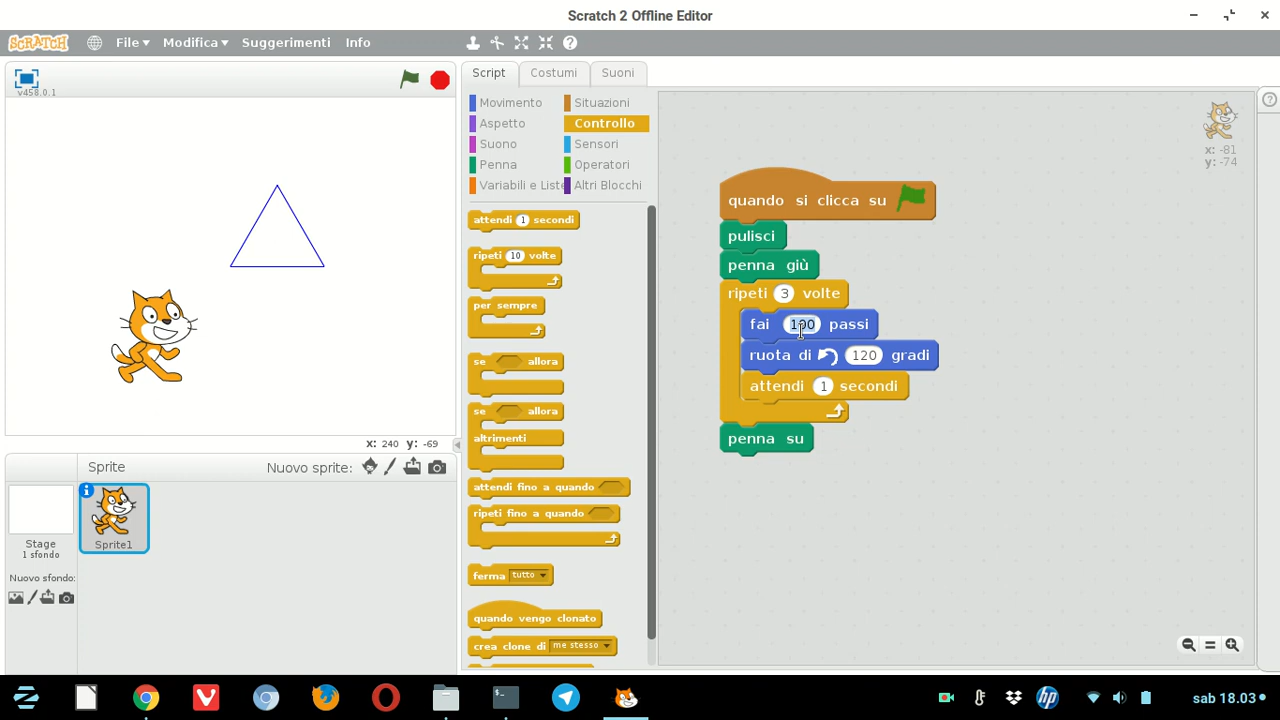 Scratch 2 Offline Editor
SCRATCH File Modifica Suggerimenti Info
v458.0.1
Script Costumi Suoni
Movimento Situazioni
Aspetto Controllo
Suono Sensori
Penna Operatori
Variabili e Liste Altri Blocchi
attendi 1 secondi
ripeti 10 volte
per sempre
se allora
se allora
altrimenti
attendi fino a quando
ripeti fino a quando
ferma tutto
quando vengo clonato
crea clone di me stesso
x: -81
y: -74
quando si clicca su
pulisci
penna giù
ripeti 3 volte
fai 100 passi
ruota di 120 gradi
attendi 1 secondi
penna su
x: 240 y: -69
Sprite Nuovo sprite:
Stage
1 sfondo
Nuovo sfondo:
Sprite1
sab 18.03